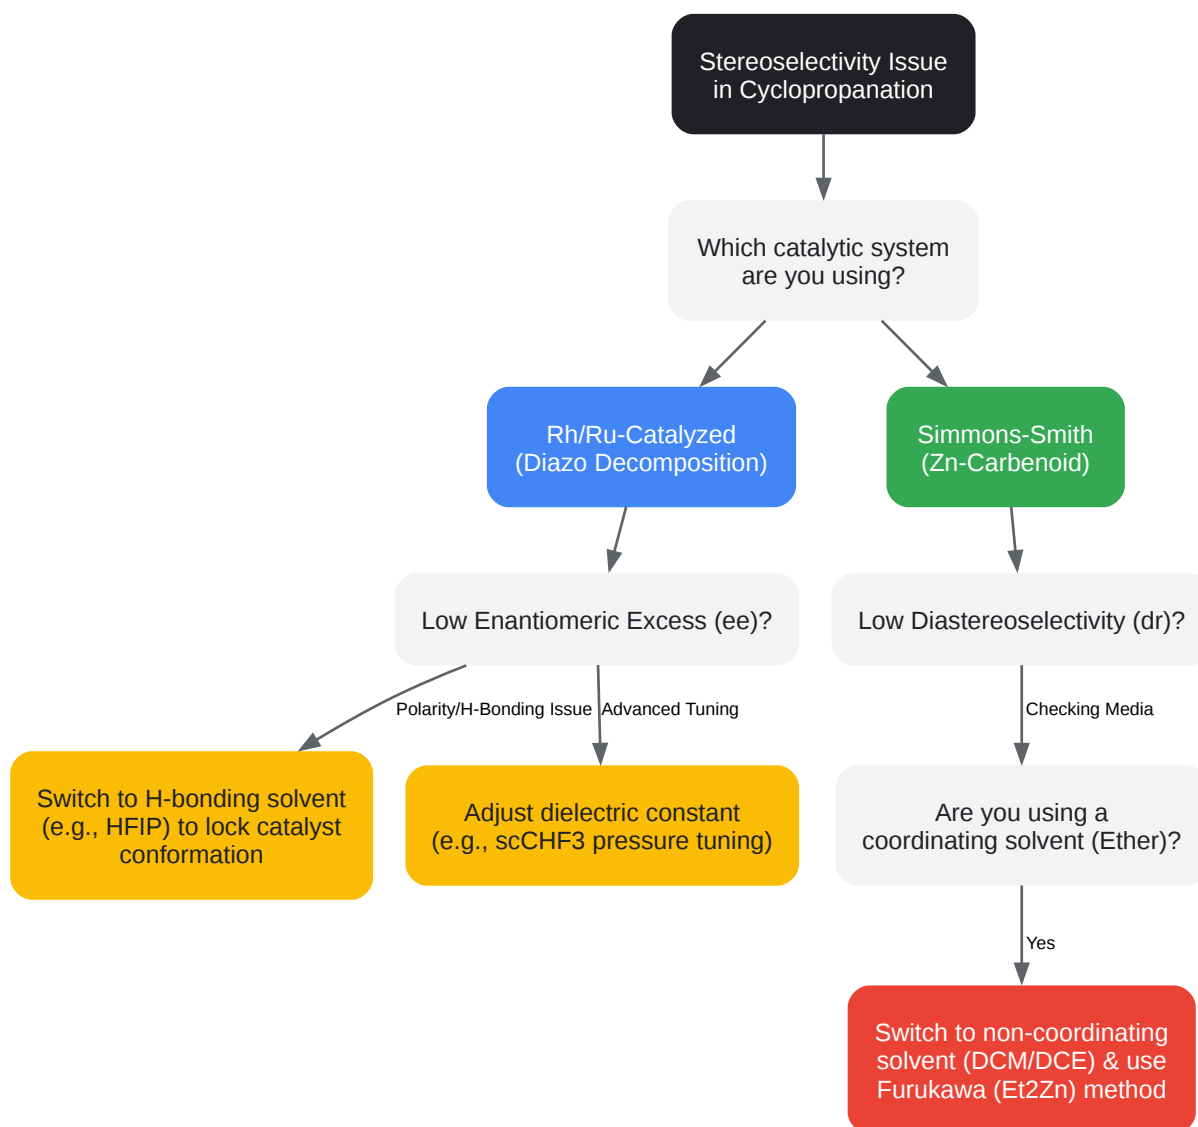 Stereoselectivity Issue
in Cyclopropanation
Which catalytic system
are you using?
Rh/Ru-Catalyzed
(Diazo Decomposition)
Simmons-Smith
(Zn-Carbenoid)
Low Enantiomeric Excess (ee)?
Low Diastereoselectivity (dr)?
Polarity/H-Bonding Issue
Advanced Tuning
Checking Media
Switch to H-bonding solvent
(e.g., HFIP) to lock catalyst
conformation
Adjust dielectric constant
(e.g., scCHF3 pressure tuning)
Are you using a
coordinating solvent (Ether)?
Yes
Switch to non-coordinating
solvent (DCM/DCE) & use
Furukawa (Et2Zn) method